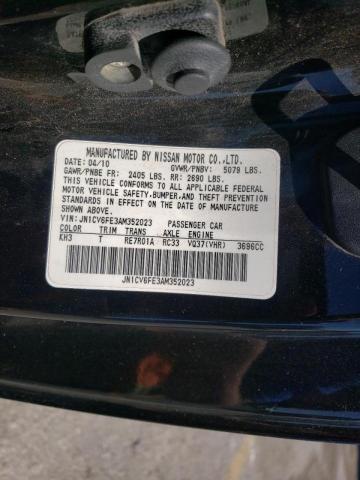 MANUFACTURED BY NISSAN MOTOR CO.,LTD.
DATE: 04/10 GVWR/PNBV: 5079 LBS.
GAWR/PNBE FR: 2405 LBS. RR: 2690 LBS.
THIS VEHICLE CONFORMS TO ALL APPLICABLE FEDERAL
MOTOR VEHICLE SAFETY,BUMPER,AND THEFT PREVENTION
STANDARDS IN EFFECT ON THE DATE OF MANUFACTURE
SHOWN ABOVE.
VIN: JN1CV6FE3AM352023 PASSENGER CAR
COLOR TRIM TRANS AXLE ENGINE
KH3 T RE7R01A RC33 VQ37(VHR) 3696CC
JN1CV6FE3AM352023